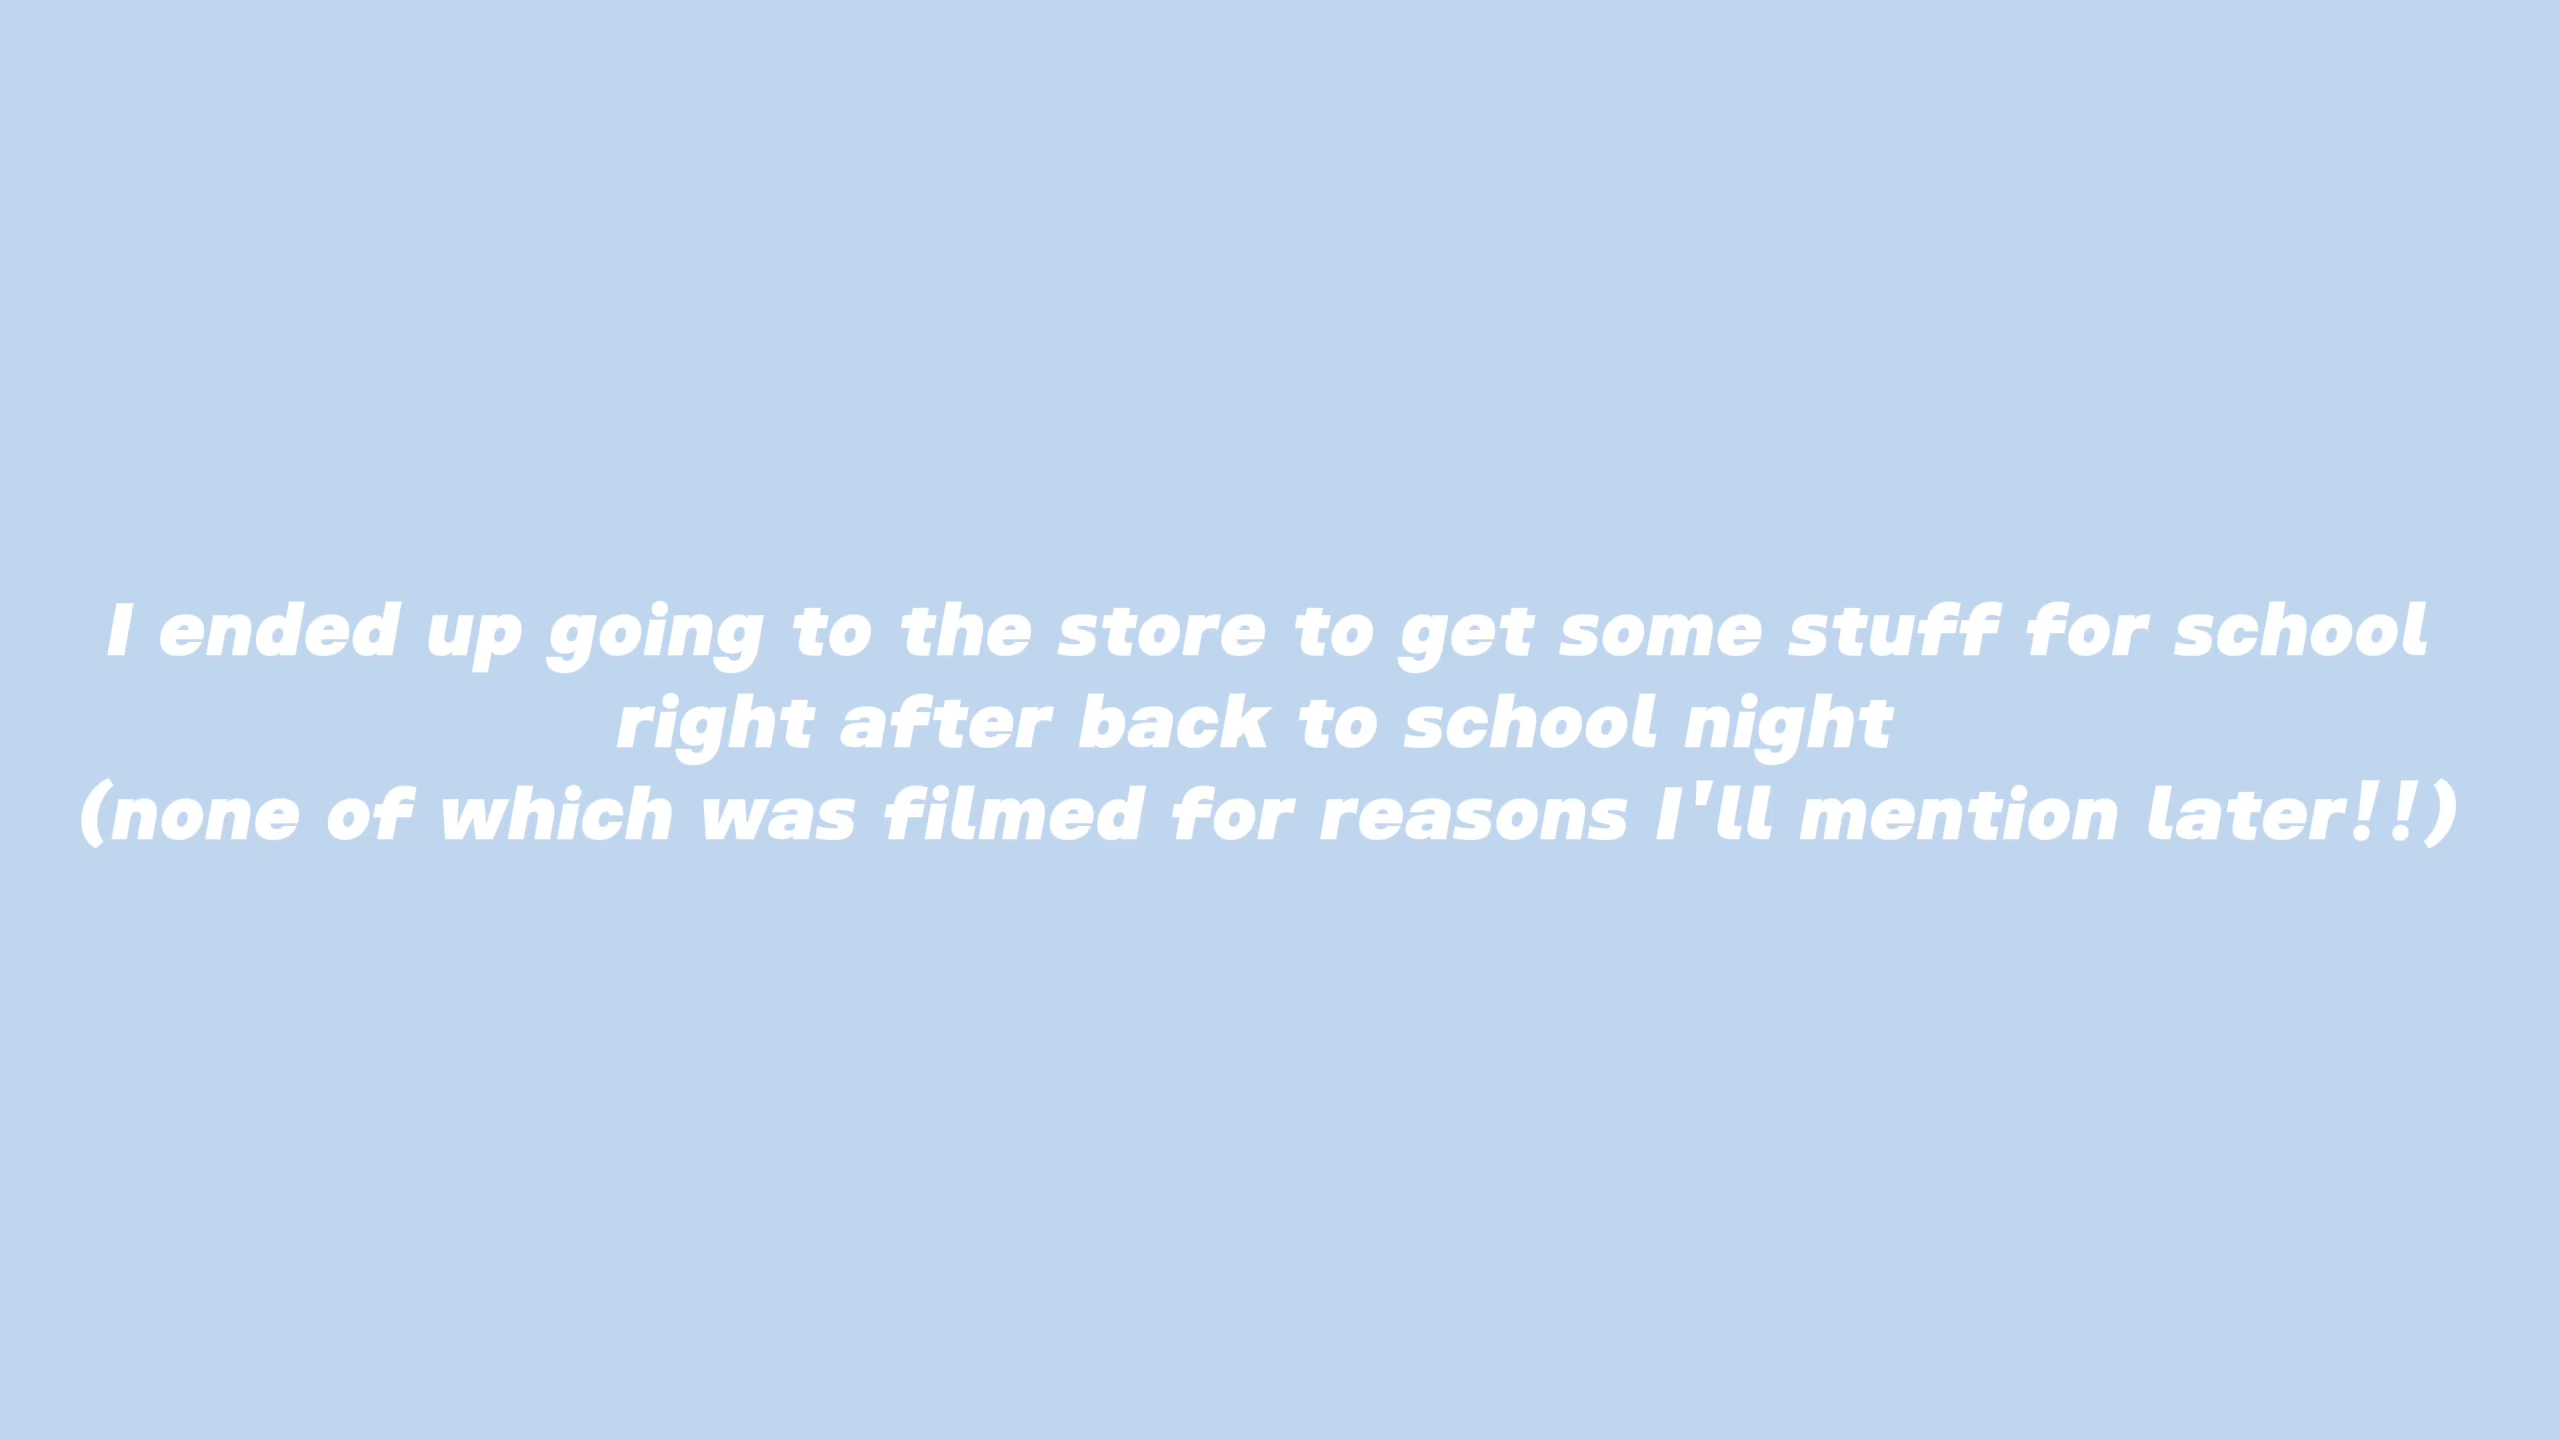 I ended up going to the store to get some stuff for school
right after back to school night
(none of which was filmed for reasons I'll mention later!!)